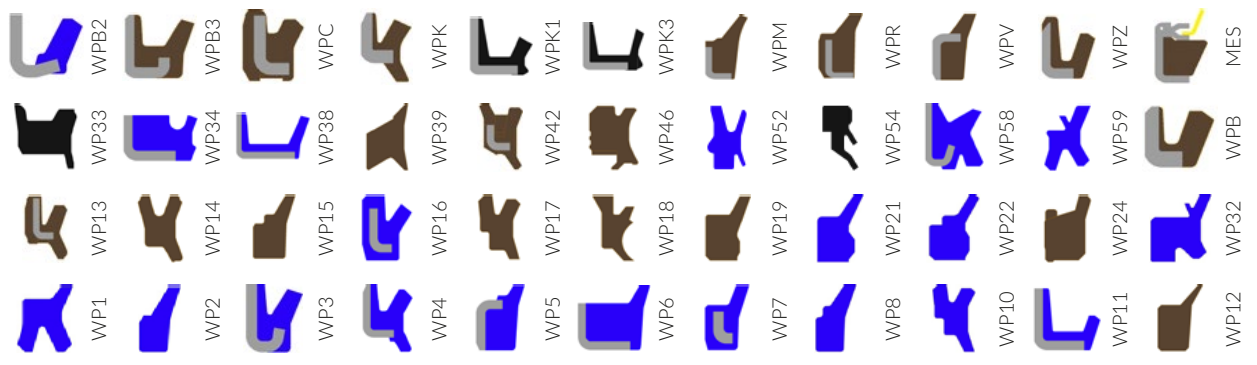 WPB2 WPB3 WPC WPK WPK1 WPK3 WPM WPR WPV WPZ MES
WP33 WP34 WP38 WP39 WP42 WP46 WP52 WP54 WP58 WP59 WPB
WP13 WP14 WP15 WP16 WP17 WP18 WP19 WP21 WP22 WP24 WP32
WP1 WP2 WP3 WP4 WP5 WP6 WP7 WP8 WP10 WP11 WP12